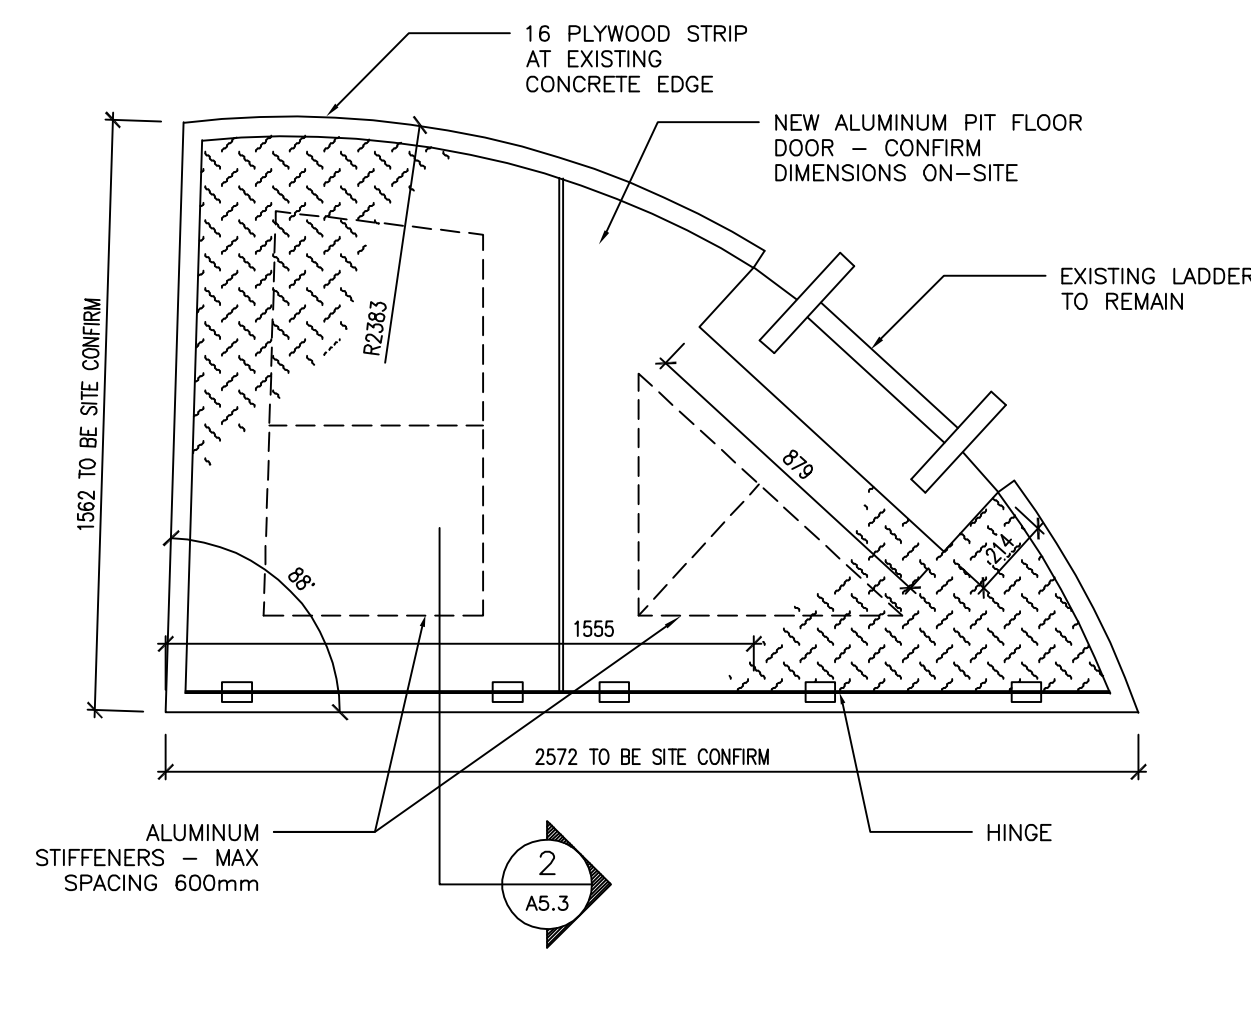 16 PLYWOOD STRIP
AT EXISTING
CONCRETE EDGE
NEW ALUMINUM PIT FLOOR
DOOR – CONFIRM
DIMENSIONS ON–SITE
EXISTING LADDER
TO REMAIN
R2383
1562 TO BE SITE CONFIRM
879
214
88°
1555
2572 TO BE SITE CONFIRM
ALUMINUM
STIFFENERS – MAX
SPACING 600mm
HINGE
2
A5.3